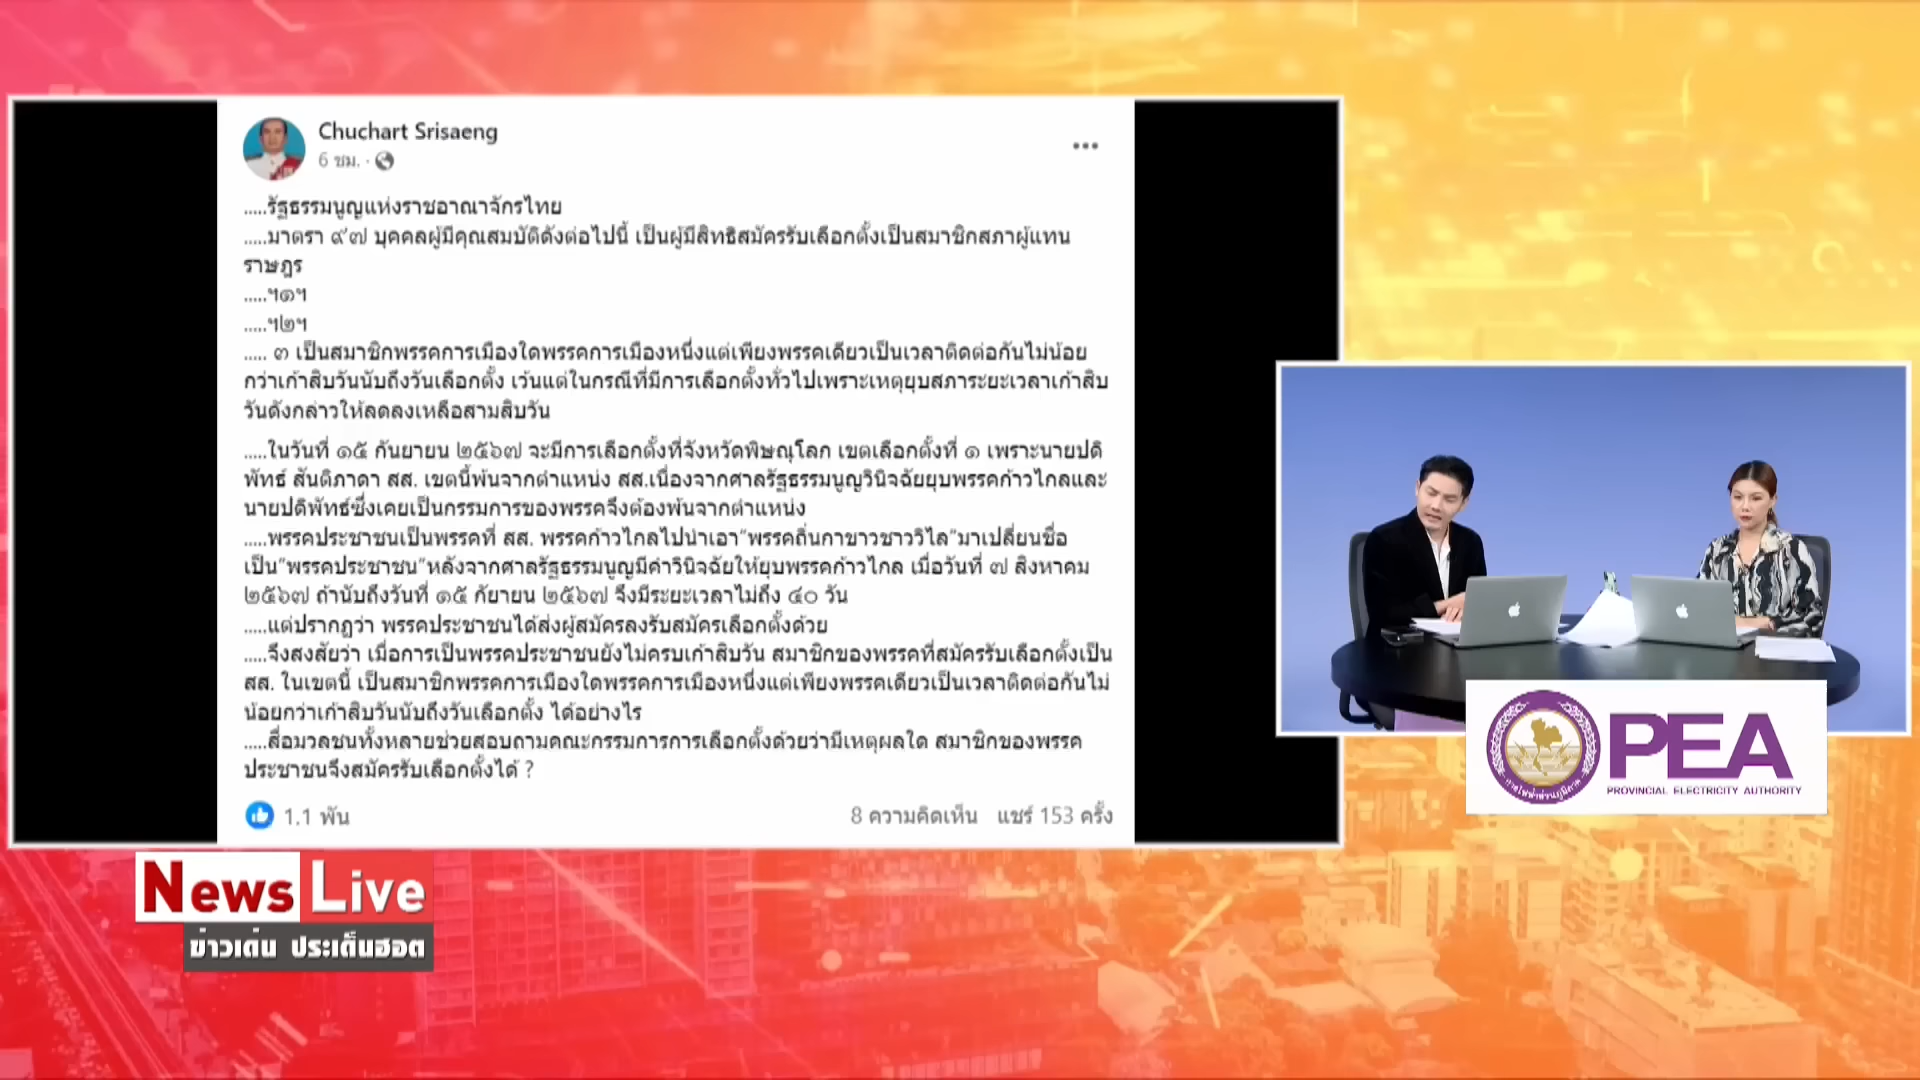 Chuchart Srisaeng
6 ชม. ·
.....รัฐธรรมนูญแห่งราชอาณาจักรไทย
.....มาตรา ๙๗ บุคคลผู้มีคุณสมบัติดังต่อไปนี้ เป็นผู้มีสิทธิสมัครรับเลือกตั้งเป็นสมาชิกสภาผู้แทน
ราษฎร
.....ฯ๑ฯ
.....ฯ๒ฯ
..... ๓ เป็นสมาชิกพรรคการเมืองใดพรรคการเมืองหนึ่งแต่เพียงพรรคเดียวเป็นเวลาติดต่อกันไม่น้อย
กว่าเก้าสิบวันนับถึงวันเลือกตั้ง เว้นแต่ในกรณีที่มีการเลือกตั้งทั่วไปเพราะเหตุยุบสภาระยะเวลาเก้าสิบ
วันดังกล่าวให้ลดลงเหลือสามสิบวัน
.....ในวันที่ ๑๕ กันยายน ๒๕๖๗ จะมีการเลือกตั้งที่จังหวัดพิษณุโลก เขตเลือกตั้งที่ ๑ เพราะนายปดิ
พัทธ์ สันติภาดา สส. เขตนี้พ้นจากตำแหน่ง สส.เนื่องจากศาลรัฐธรรมนูญวินิจฉัยยุบพรรคก้าวไกลและ
นายปดิพัทธ์ซึ่งเคยเป็นกรรมการของพรรคจึงต้องพ้นจากตำแหน่ง
.....พรรคประชาชนเป็นพรรคที่ สส. พรรคก้าวไกลไปนำเอา"พรรคถิ่นกาขาวชาววิไล"มาเปลี่ยนชื่อ
เป็น"พรรคประชาชน"หลังจากศาลรัฐธรรมนูญมีคำวินิจฉัยให้ยุบพรรคก้าวไกล เมื่อวันที่ ๗ สิงหาคม
๒๕๖๗ ถ้านับถึงวันที่ ๑๕ กัยายน ๒๕๖๗ จึงมีระยะเวลาไม่ถึง ๔๐ วัน
.....แต่ปรากฏว่า พรรคประชาชนได้ส่งผู้สมัครลงรับสมัครเลือกตั้งด้วย
.....จึงสงสัยว่า เมื่อการเป็นพรรคประชาชนยังไม่ครบเก้าสิบวัน สมาชิกของพรรคที่สมัครรับเลือกตั้งเป็น
สส. ในเขตนี้ เป็นสมาชิกพรรคการเมืองใดพรรคการเมืองหนึ่งแต่เพียงพรรคเดียวเป็นเวลาติดต่อกันไม่
น้อยกว่าเก้าสิบวันนับถึงวันเลือกตั้ง ได้อย่างไร
.....สื่อมวลชนทั้งหลายช่วยสอบถามคณะกรรมการการเลือกตั้งด้วยว่ามีเหตุผลใด สมาชิกของพรรค
ประชาชนจึงสมัครรับเลือกตั้งได้ ?
1.1 พัน
8 ความคิดเห็น แชร์ 153 ครั้ง
News Live
ข่าวเด่น ประเด็นฮอต
การไฟฟ้าส่วนภูมิภาค
PEA
PROVINCIAL ELECTRICITY AUTHORITY